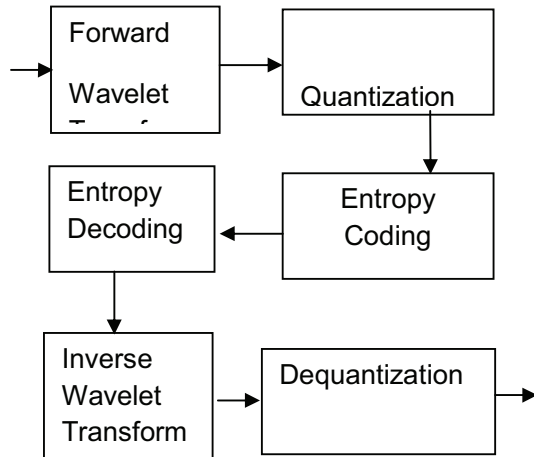 Forward
Wavelet
Quantization
Entropy
Coding
Entropy
Decoding
Inverse
Wavelet
Transform
Dequantization